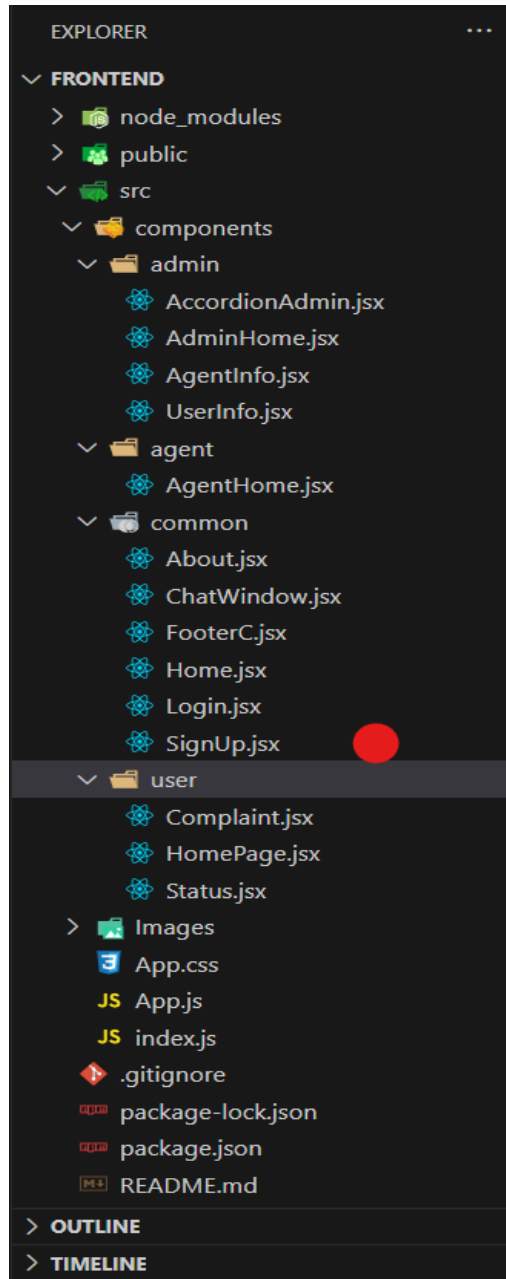 EXPLORER ...
FRONTEND
node_modules
public
src
components
admin
AccordionAdmin.jsx
AdminHome.jsx
AgentInfo.jsx
UserInfo.jsx
agent
AgentHome.jsx
common
About.jsx
ChatWindow.jsx
FooterC.jsx
Home.jsx
Login.jsx
SignUp.jsx
user
Complaint.jsx
HomePage.jsx
Status.jsx
Images
App.css
JS App.js
JS index.js
.gitignore
package-lock.json
package.json
README.md
OUTLINE
TIMELINE